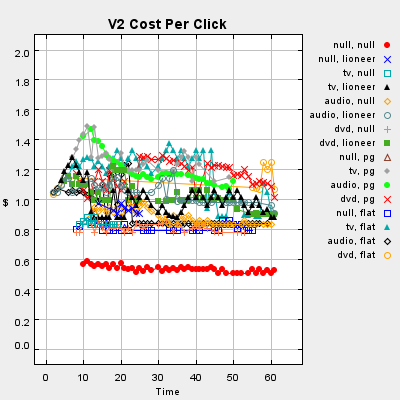 V2 Cost Per Click
2.0
1.8
1.6
1.4
1.2
1.0
0.8
0.6
0.4
0.2
0.0
$
0
10
20
30
40
50
60
Time
null, null
null, lioneer
tv, null
tv, lioneer
audio, null
audio, lioneer
dvd, null
dvd, lioneer
null, pg
tv, pg
audio, pg
dvd, pg
null, flat
tv, flat
audio, flat
dvd, flat